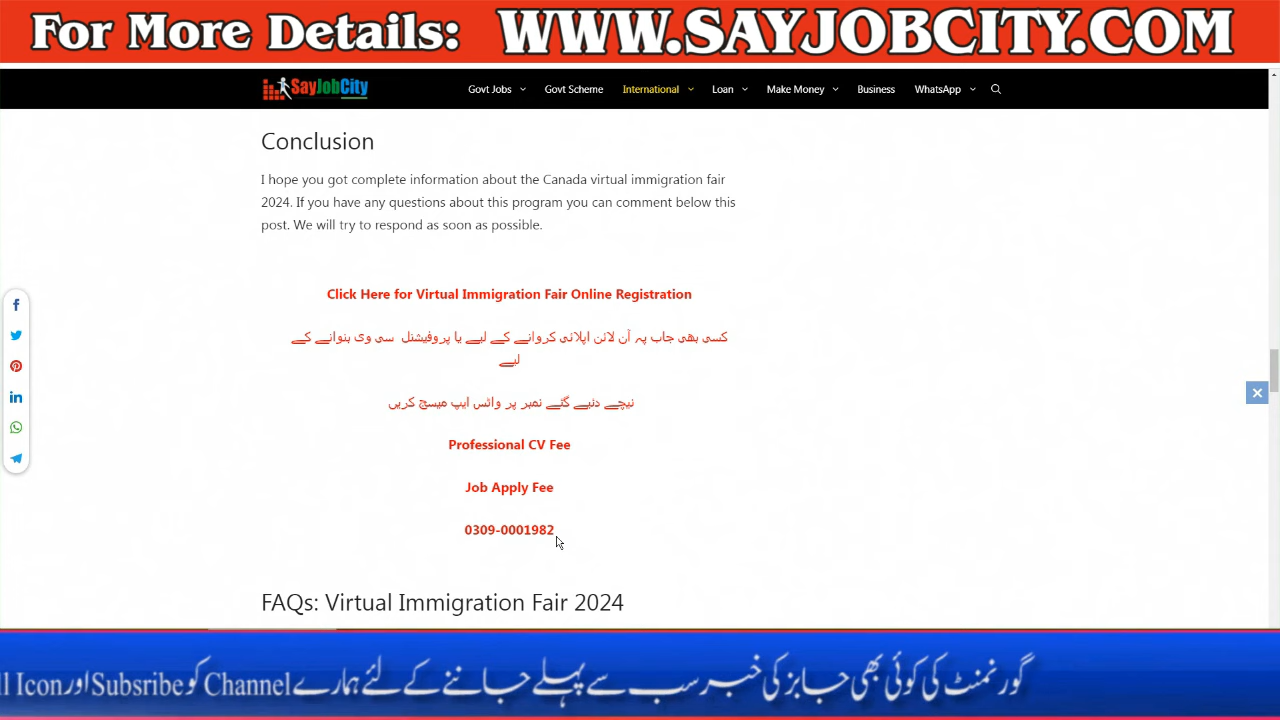 For More Details: WWW.SAYJOBCITY.COM
SayJobCity
Govt Jobs Govt Scheme International Loan Make Money Business WhatsApp
Conclusion
I hope you got complete information about the Canada virtual immigration fair
2024. If you have any questions about this program you can comment below this
post. We will try to respond as soon as possible.
Click Here for Virtual Immigration Fair Online Registration
کسی بھی جاب پہ آن لائن اپلائی کروانے کے لیے یا پروفیشنل سی وی بنوانے کے
لیے
نیچے دئیے گئے نمبر پر واٹس ایپ میسج کریں
Professional CV Fee
Job Apply Fee
0309-0001982
FAQs: Virtual Immigration Fair 2024
گورنمنٹ کی کوئی بھی جابز کی خبر سب سے پہلے جاننے کے لئے ہمارے Channel کو Subsribe اور ll Icon